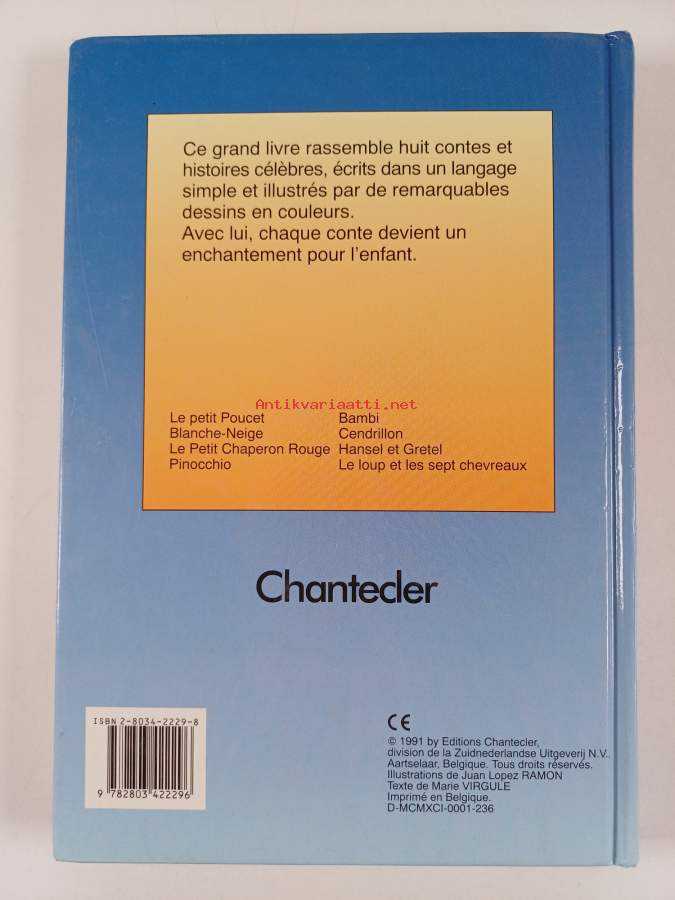 Ce grand livre rassemble huit contes et
histoires célèbres, écrits dans un langage
simple et illustrés par de remarquables
dessins en couleurs.
Avec lui, chaque conte devient un
enchantement pour l'enfant.
Antikvariaatti.net
Le petit Poucet Bambi
Blanche-Neige Cendrillon
Le Petit Chaperon Rouge Hansel et Gretel
Pinocchio Le loup et les sept chevreaux
Chantecler
ISBN 2-8034-2229-8
9 782803 422296
CE
© 1991 by Editions Chantecler,
division de la Zuidnederlandse Uitgeverij N.V.,
Aartselaar, Belgique. Tous droits réservés.
Illustrations de Juan Lopez RAMON
Texte de Marie VIRGULE
Imprimé en Belgique.
D-MCMXCI-0001-236